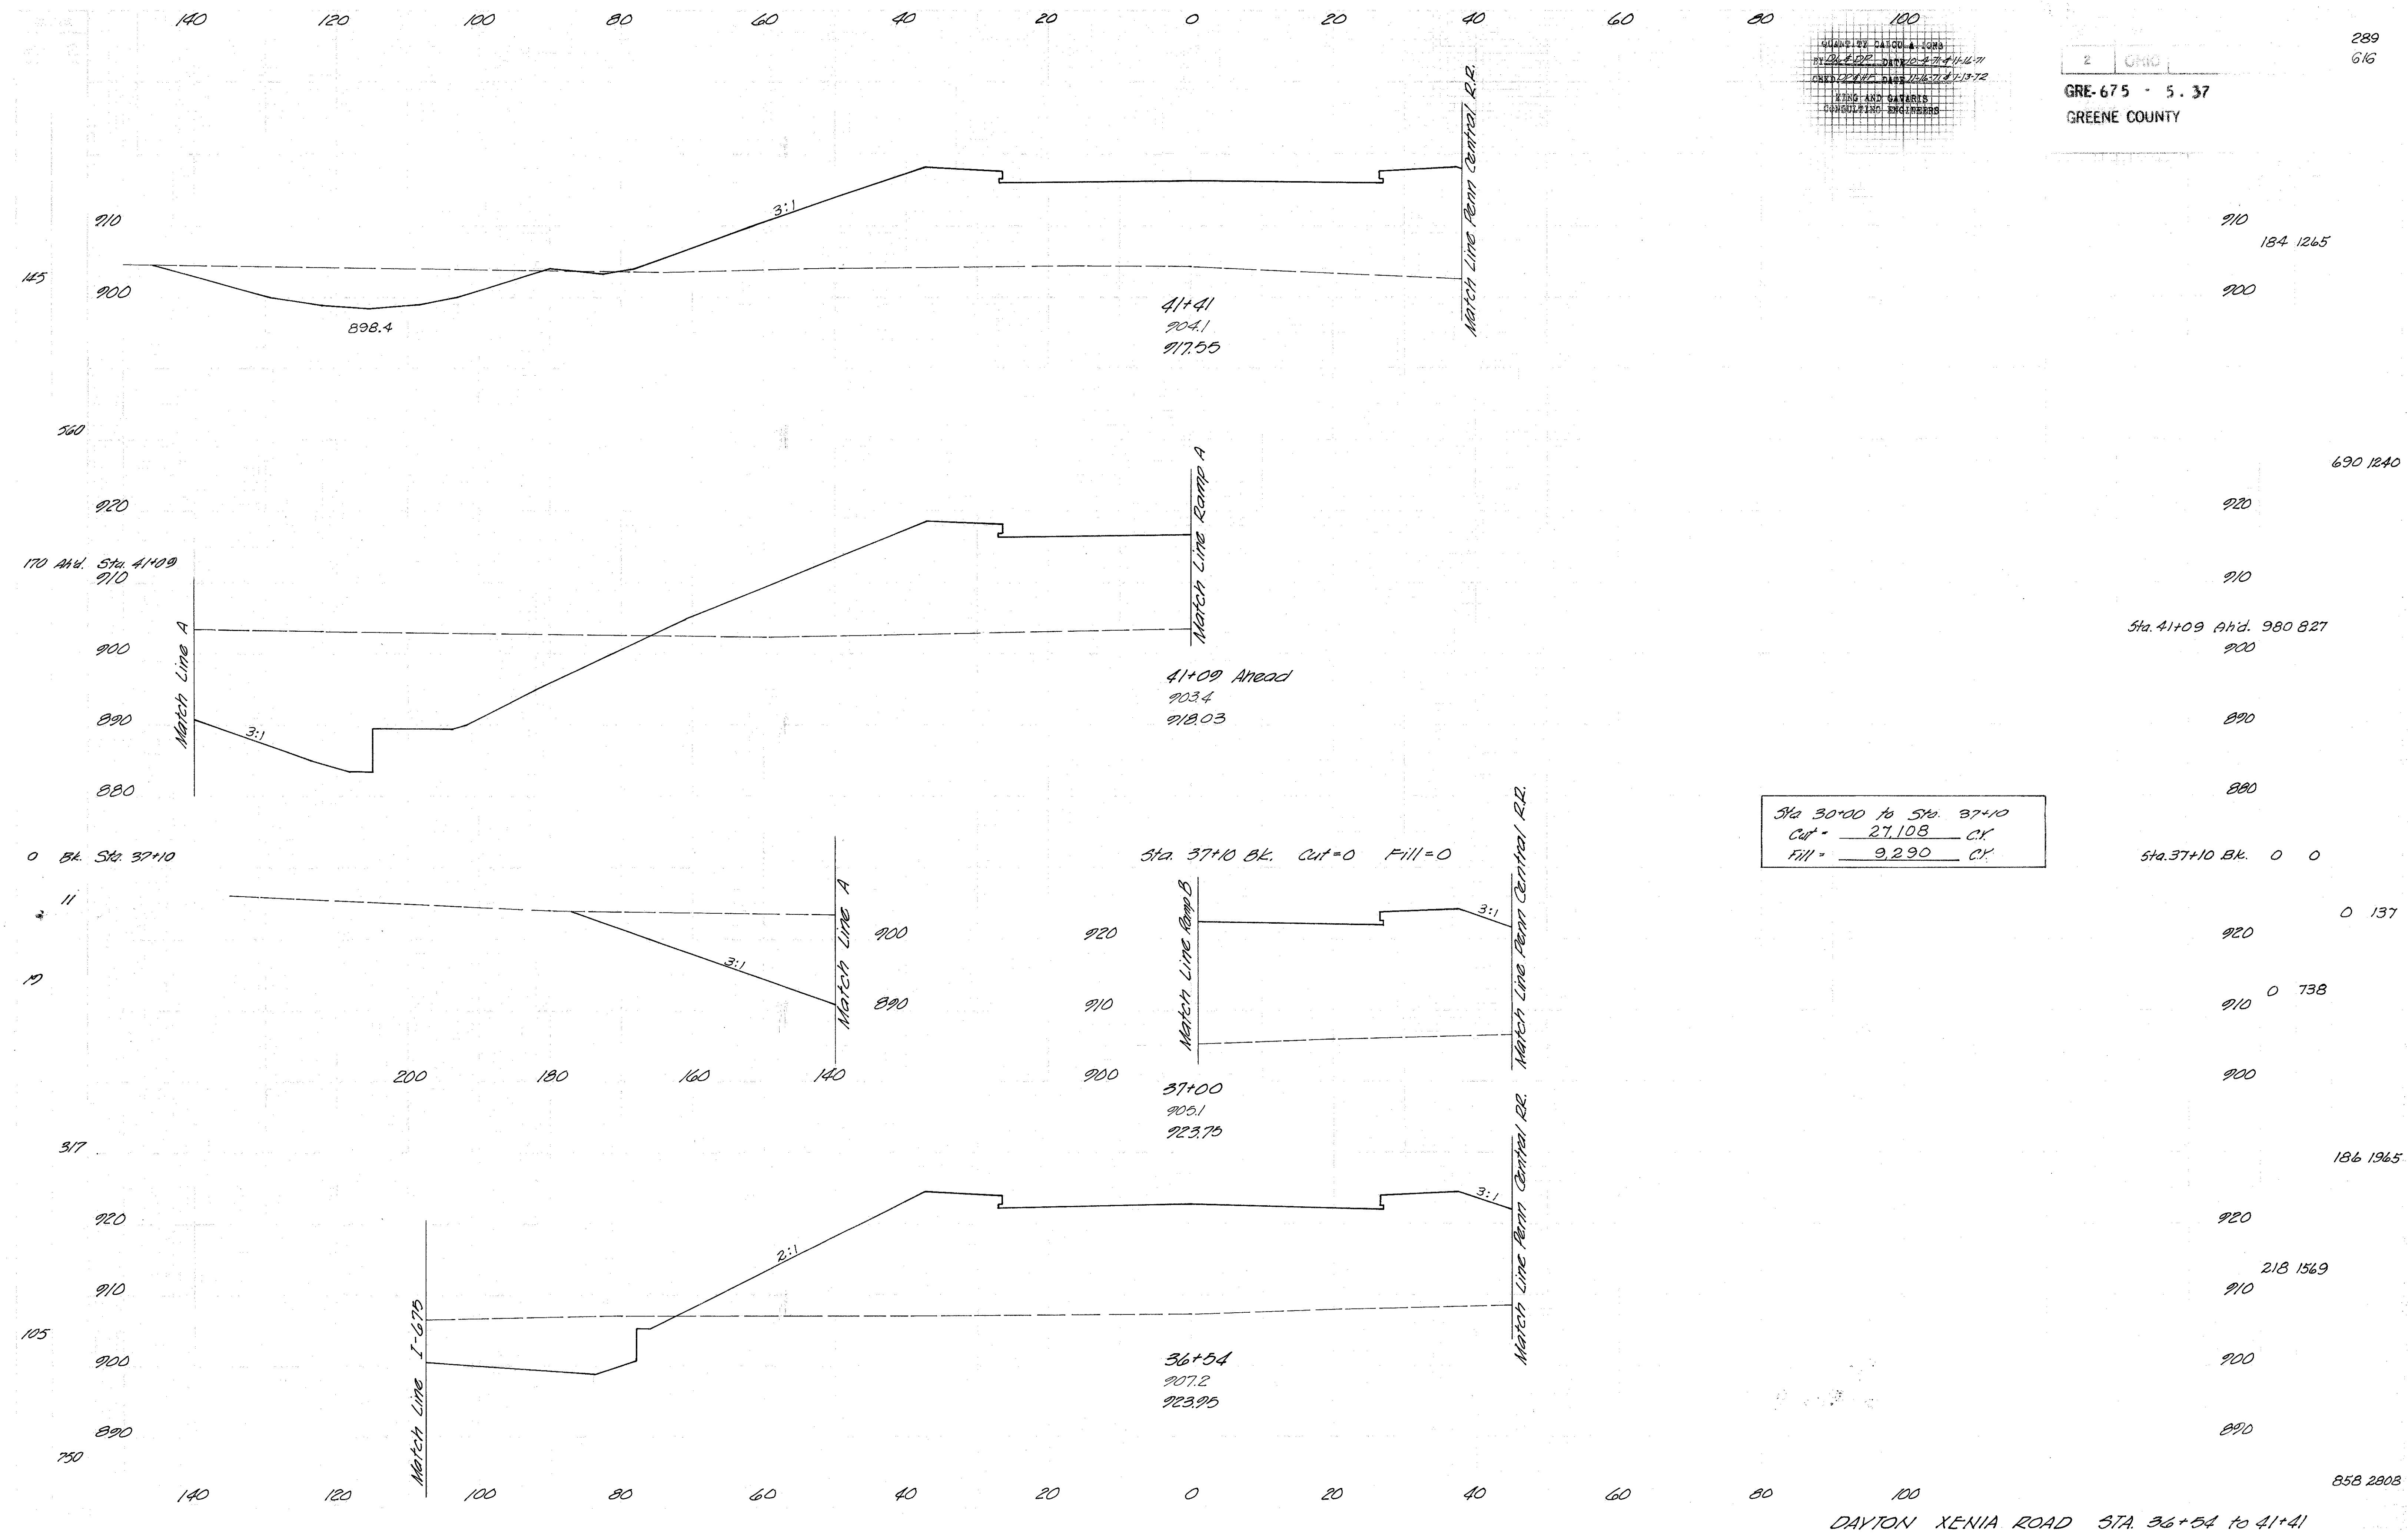 140 120 100 80 60 40 20 0 20 40 60 80 100
289
616
QUANTITY CALCULATIONS
KING AND GAVARIS
CONSULTING ENGINEERS
2 OHIO
GRE-675 - 5.37
GREENE COUNTY
Match Line Penn Central R.R.
3:1
910 910
184 1265
145
900 900
898.4
41+41
904.1
917.55
560
690 1240
Match Line Ramp A
920 920
170 Ah'd. Sta. 41+09
910 910
Sta. 41+09 Ah'd. 980 827
900 900
Match Line A
41+09 Ahead
903.4
918.03
890 890
3:1
880 880
Sta 30+00 to Sta. 37+10
Cut = 27,108 C.Y.
Fill = 9,290 C.Y.
0 Bk. Sta. 37+10
Sta. 37+10 Bk. Cut=0 Fill=0
Sta. 37+10 Bk. 0 0
11
Match Line A
Match Line Ramp B
Match Line Penn Central R.R.
3:1
0 137
900 920 920
3:1
19
0 738
890 910 910
200 180 160 140 900 900
37+00
905.1
923.75
317
186 1965
Match Line Penn Central R.R.
3:1
920 920
2:1
218 1569
910 910
105
Match Line I-675
900 900
36+54
907.2
923.95
890 890
750
858 2808
140 120 100 80 60 40 20 0 20 40 60 80 100
DAYTON XENIA ROAD STA. 36+54 to 41+41